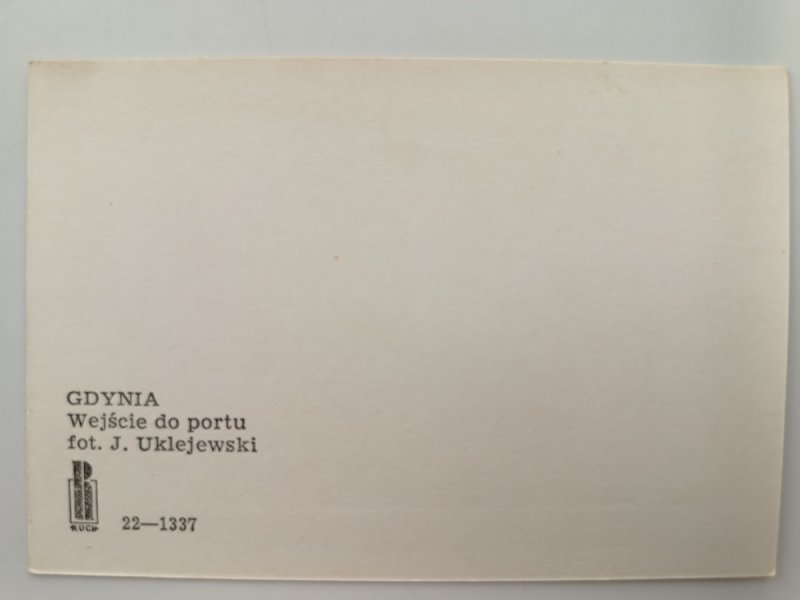 GDYNIA
Wejście do portu
fot. J. Uklejewski
RUCH
22—1337